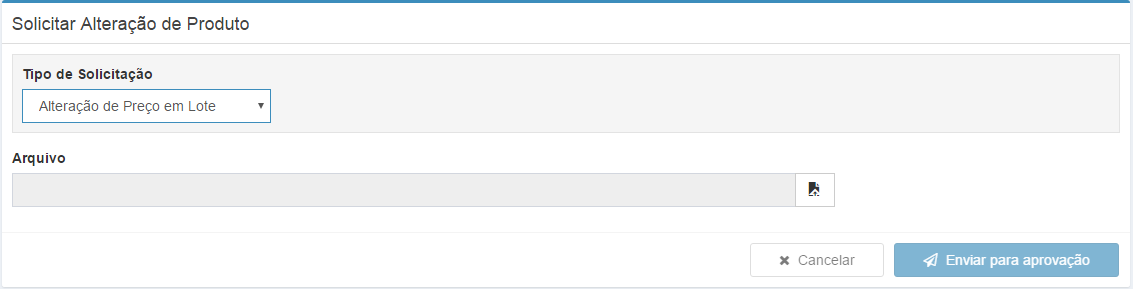 Solicitar Alteração de Produto
Tipo de Solicitação
Alteração de Preço em Lote
Arquivo
Cancelar
Enviar para aprovação